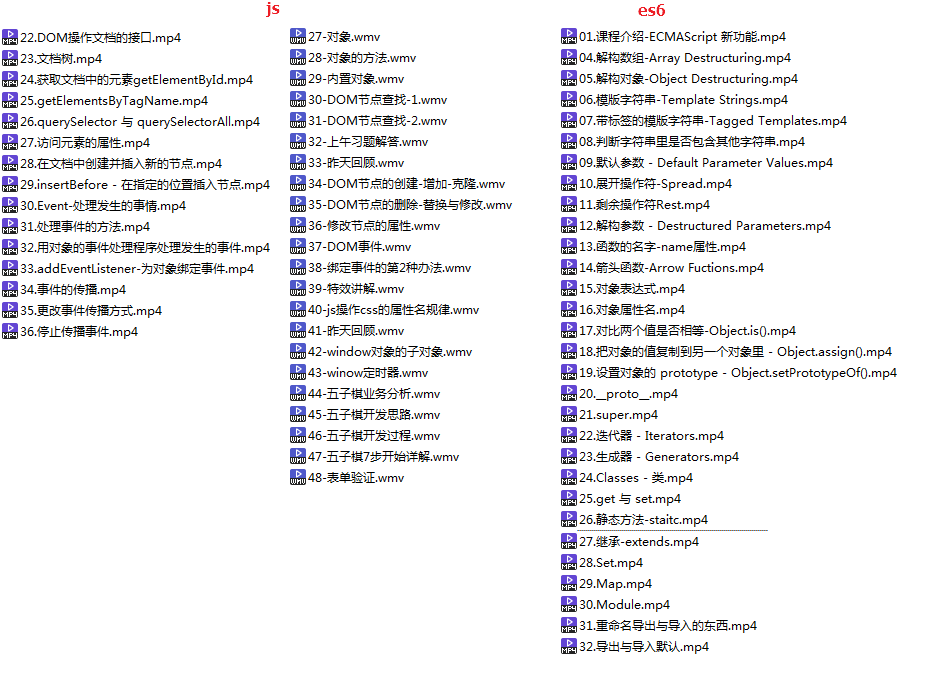 js
22.DOM操作文档的接口.mp4
23.文档树.mp4
24.获取文档中的元素getElementById.mp4
25.getElementsByTagName.mp4
26.querySelector 与 querySelectorAll.mp4
27.访问元素的属性.mp4
28.在文档中创建并插入新的节点.mp4
29.insertBefore - 在指定的位置插入节点.mp4
30.Event-处理发生的事情.mp4
31.处理事件的方法.mp4
32.用对象的事件处理程序处理发生的事件.mp4
33.addEventListener-为对象绑定事件.mp4
34.事件的传播.mp4
35.更改事件传播方式.mp4
36.停止传播事件.mp4
27-对象.wmv
28-对象的方法.wmv
29-内置对象.wmv
30-DOM节点查找-1.wmv
31-DOM节点查找-2.wmv
32-上午习题解答.wmv
33-昨天回顾.wmv
34-DOM节点的创建-增加-克隆.wmv
35-DOM节点的删除-替换与修改.wmv
36-修改节点的属性.wmv
37-DOM事件.wmv
38-绑定事件的第2种办法.wmv
39-特效讲解.wmv
40-js操作css的属性名规律.wmv
41-昨天回顾.wmv
42-window对象的子对象.wmv
43-winow定时器.wmv
44-五子棋业务分析.wmv
45-五子棋开发思路.wmv
46-五子棋开发过程.wmv
47-五子棋7步开始详解.wmv
48-表单验证.wmv
es6
01.课程介绍-ECMAScript 新功能.mp4
04.解构数组-Array Destructuring.mp4
05.解构对象-Object Destructuring.mp4
06.模版字符串-Template Strings.mp4
07.带标签的模版字符串-Tagged Templates.mp4
08.判断字符串里是否包含其他字符串.mp4
09.默认参数 - Default Parameter Values.mp4
10.展开操作符-Spread.mp4
11.剩余操作符Rest.mp4
12.解构参数 - Destructured Parameters.mp4
13.函数的名字-name属性.mp4
14.箭头函数-Arrow Fuctions.mp4
15.对象表达式.mp4
16.对象属性名.mp4
17.对比两个值是否相等-Object.is().mp4
18.把对象的值复制到另一个对象里 - Object.assign().mp4
19.设置对象的 prototype - Object.setPrototypeOf().mp4
20.__proto__.mp4
21.super.mp4
22.迭代器 - Iterators.mp4
23.生成器 - Generators.mp4
24.Classes - 类.mp4
25.get 与 set.mp4
26.静态方法-staitc.mp4
27.继承-extends.mp4
28.Set.mp4
29.Map.mp4
30.Module.mp4
31.重命名导出与导入的东西.mp4
32.导出与导入默认.mp4